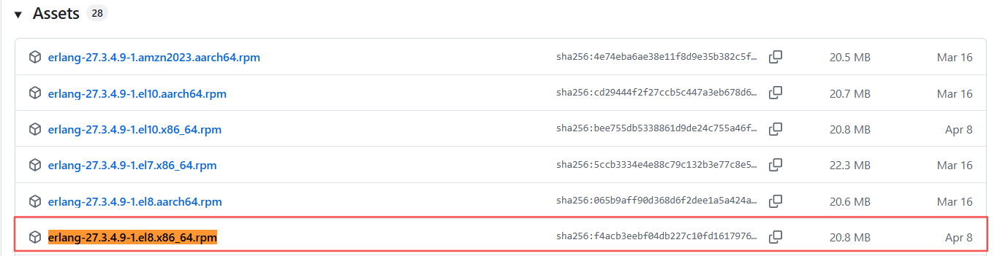 Assets 28
erlang-27.3.4.9-1.amzn2023.aarch64.rpm sha256:4e74eba6ae38e11f8d9e35b382c5f… 20.5 MB Mar 16
erlang-27.3.4.9-1.el10.aarch64.rpm sha256:cd29444f2f27ccb5c447a3eb678d6… 20.7 MB Mar 16
erlang-27.3.4.9-1.el10.x86_64.rpm sha256:bee755db5338861d9de24c755a46f… 20.8 MB Apr 8
erlang-27.3.4.9-1.el7.x86_64.rpm sha256:5ccb3334e4e88c79c132b3e77c8e5… 22.3 MB Mar 16
erlang-27.3.4.9-1.el8.aarch64.rpm sha256:065b9aff90d368d6f2dee1a5a424a… 20.6 MB Mar 16
erlang-27.3.4.9-1.el8.x86_64.rpm sha256:f4acb3eebf04db227c10fd1617976… 20.8 MB Apr 8